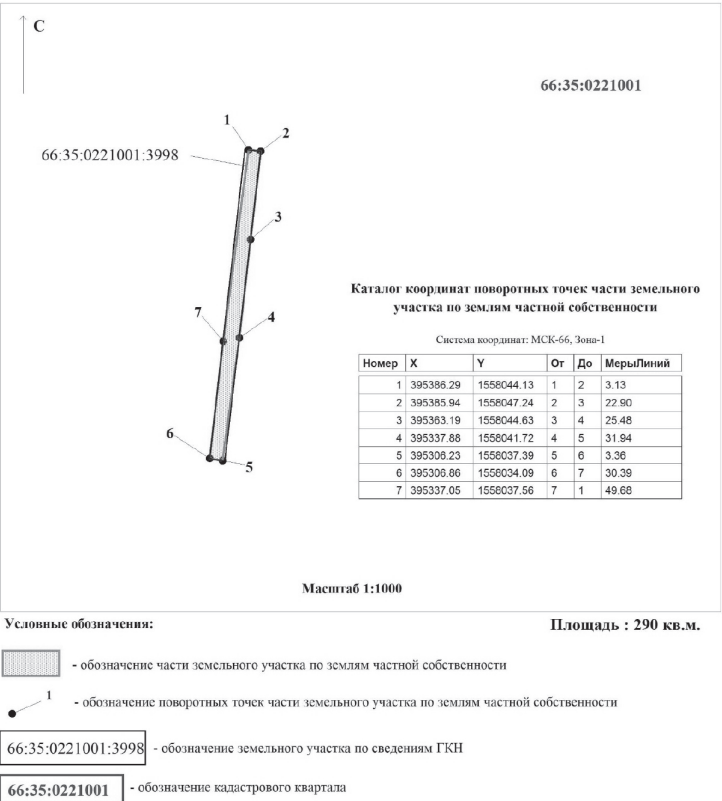 С
66:35:0221001
1
2
66:35:0221001:3998
3
Каталог координат поворотных точек части земельного
участка по землям частной собственности
7
4
Система координат: МСК-66, Зона-1
Номер X Y От До МерыЛиний
1 395386.29 1558044.13 1 2 3.13
2 395385.94 1558047.24 2 3 22.90
3 395363.19 1558044.63 3 4 25.48
4 395337.88 1558041.72 4 5 31.94
5 395306.23 1558037.39 5 6 3.36
6 395306.86 1558034.09 6 7 30.39
7 395337.05 1558037.56 7 1 49.68
6
5
Масштаб 1:1000
Условные обозначения:
Площадь : 290 кв.м.
- обозначение части земельного участка по землям частной собственности
1 - обозначение поворотных точек части земельного участка по землям частной собственности
66:35:0221001:3998 - обозначение земельного участка по сведениям ГКН
66:35:0221001 - обозначение кадастрового квартала